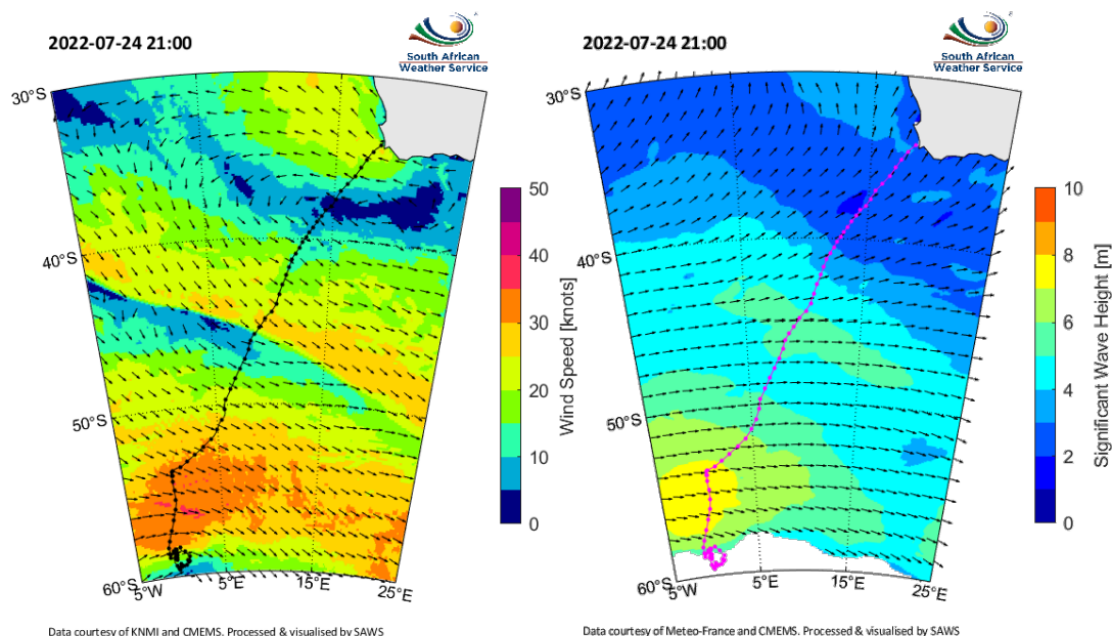 2022-07-24 21:00
South African
Weather Service
30°S
40°S
50°S
60°S
5°W
5°E
15°E
25°E
50
40
30
20
10
0
Wind Speed [knots]
Data courtesy of KNMI and CMEMS. Processed & visualised by SAWS
2022-07-24 21:00
South African
Weather Service
30°S
40°S
50°S
60°S
5°W
5°E
15°E
25°E
10
8
6
4
2
0
Significant Wave Height [m]
Data courtesy of Meteo-France and CMEMS. Processed & visualised by SAWS